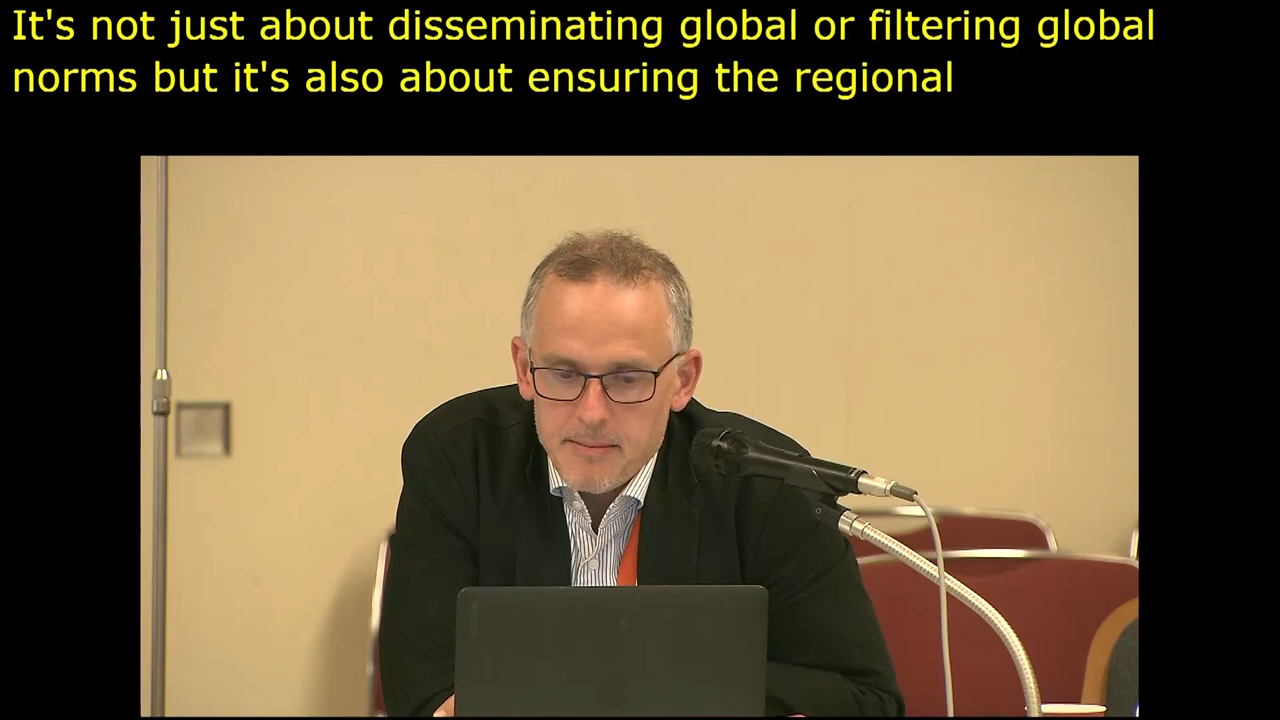 It's not just about disseminating global or filtering global
norms but it's also about ensuring the regional